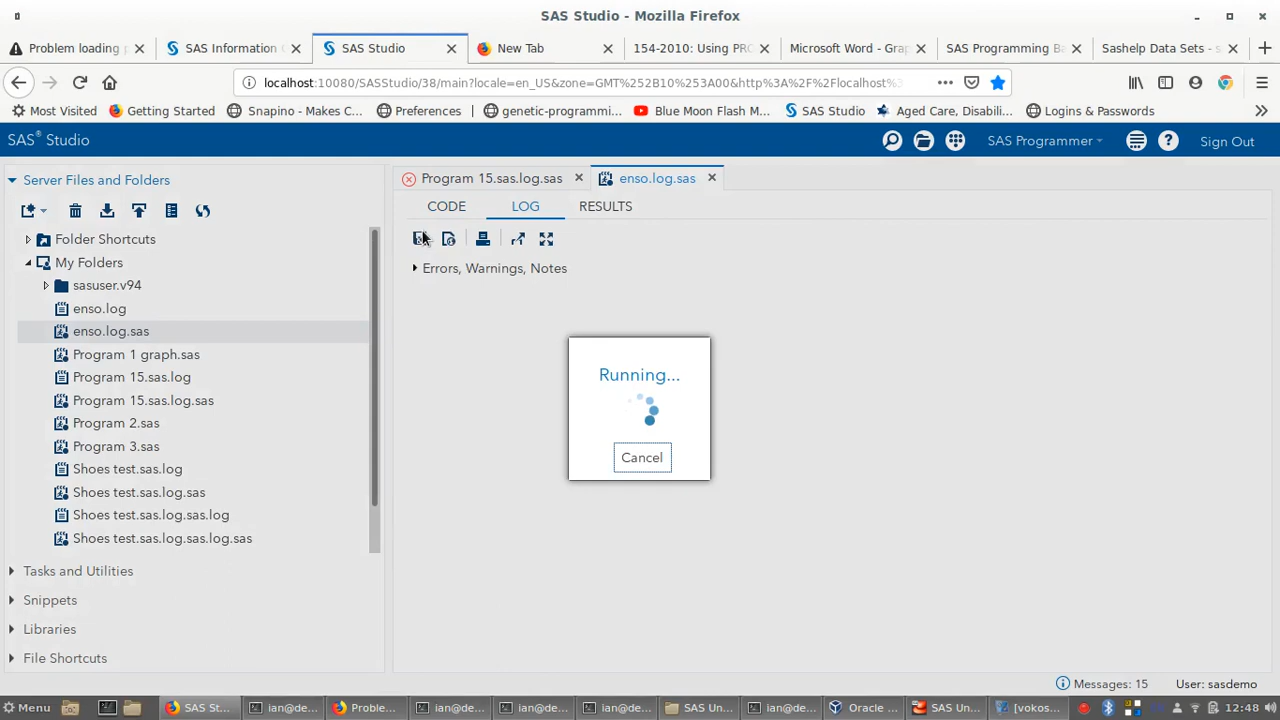 SAS Studio - Mozilla Firefox
Problem loading p
SAS Information C
SAS Studio
New Tab
154-2010: Using PRC
Microsoft Word - Grap
SAS Programming Ba
Sashelp Data Sets - s
localhost:10080/SASStudio/38/main?locale=en_US&zone=GMT%252B10%253A00&http%3A%2F%2Flocalhost%
Most Visited
Getting Started
Snapino - Makes C...
Preferences
genetic-programmi...
Blue Moon Flash M...
SAS Studio
Aged Care, Disabili...
Logins & Passwords
SAS® Studio
SAS Programmer
Sign Out
Server Files and Folders
Folder Shortcuts
My Folders
sasuser.v94
enso.log
enso.log.sas
Program 1 graph.sas
Program 15.sas.log
Program 15.sas.log.sas
Program 2.sas
Program 3.sas
Shoes test.sas.log
Shoes test.sas.log.sas
Shoes test.sas.log.sas.log
Shoes test.sas.log.sas.log.sas
Tasks and Utilities
Snippets
Libraries
File Shortcuts
Program 15.sas.log.sas
enso.log.sas
CODE
LOG
RESULTS
Errors, Warnings, Notes
Running...
Cancel
Messages: 15
User: sasdemo
Menu
SAS St...
ian@de...
Proble...
ian@de...
ian@de...
ian@de...
SAS Un...
ian@de...
Oracle ...
SAS Un...
[vokos...
12:48